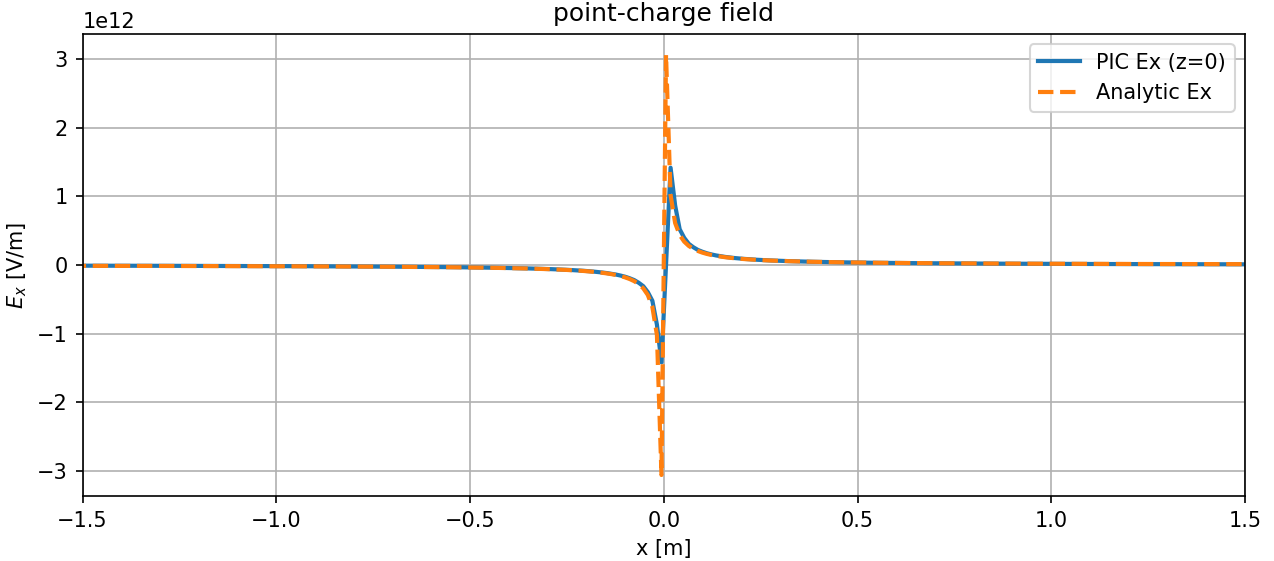 point-charge field
1e12
PIC Ex (z=0)
Analytic Ex
3
2
1
0
−1
−2
−3
E_x [V/m]
−1.5 −1.0 −0.5 0.0 0.5 1.0 1.5
x [m]